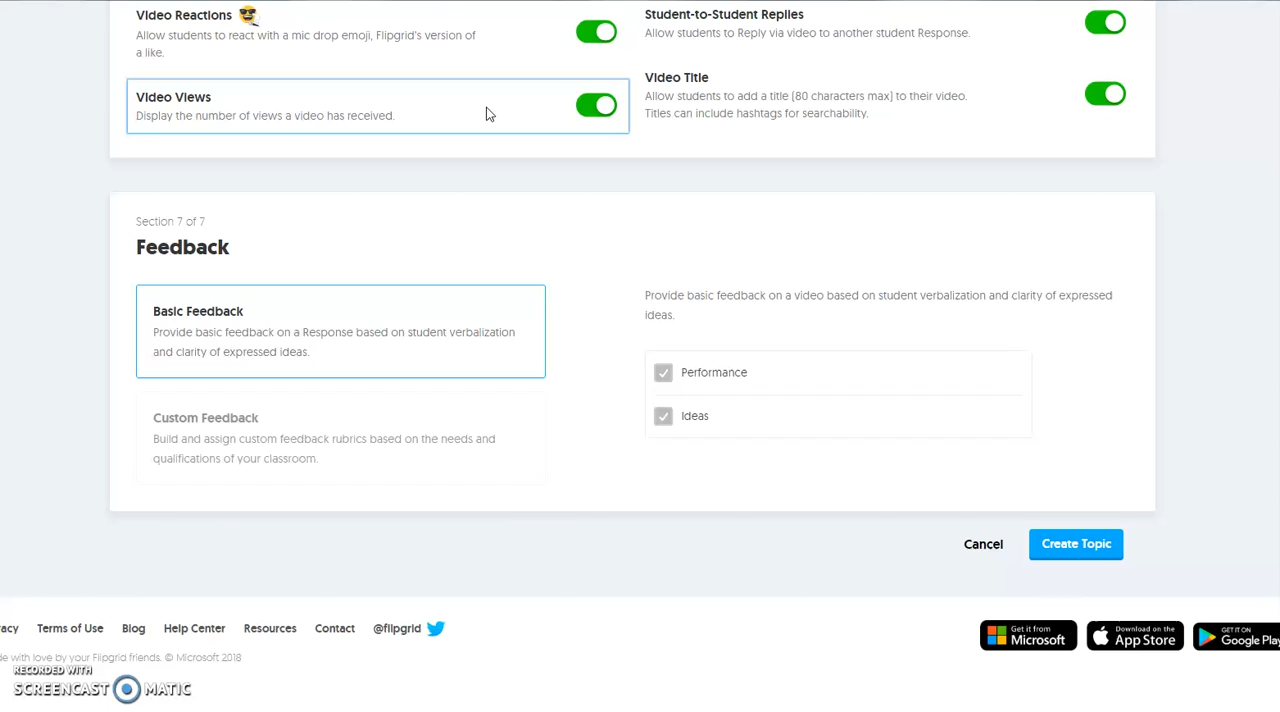 Video Reactions
Allow students to react with a mic drop emoji, Flipgrid's version of
a like.
Video Views
Display the number of views a video has received.
Student-to-Student Replies
Allow students to Reply via video to another student Response.
Video Title
Allow students to add a title (80 characters max) to their video.
Titles can include hashtags for searchability.
Section 7 of 7
Feedback
Basic Feedback
Provide basic feedback on a Response based on student verbalization
and clarity of expressed ideas.
Custom Feedback
Build and assign custom feedback rubrics based on the needs and
qualifications of your classroom.
Provide basic feedback on a video based on student verbalization and clarity of expressed
ideas.
Performance
Ideas
Cancel
Create Topic
acy Terms of Use Blog Help Center Resources Contact @flipgrid
Get it from
Microsoft
Download on the
App Store
GET IT ON
Google Play
de with love by your Flipgrid friends. © Microsoft 2018
RECORDED WITH
SCREENCAST MATIC